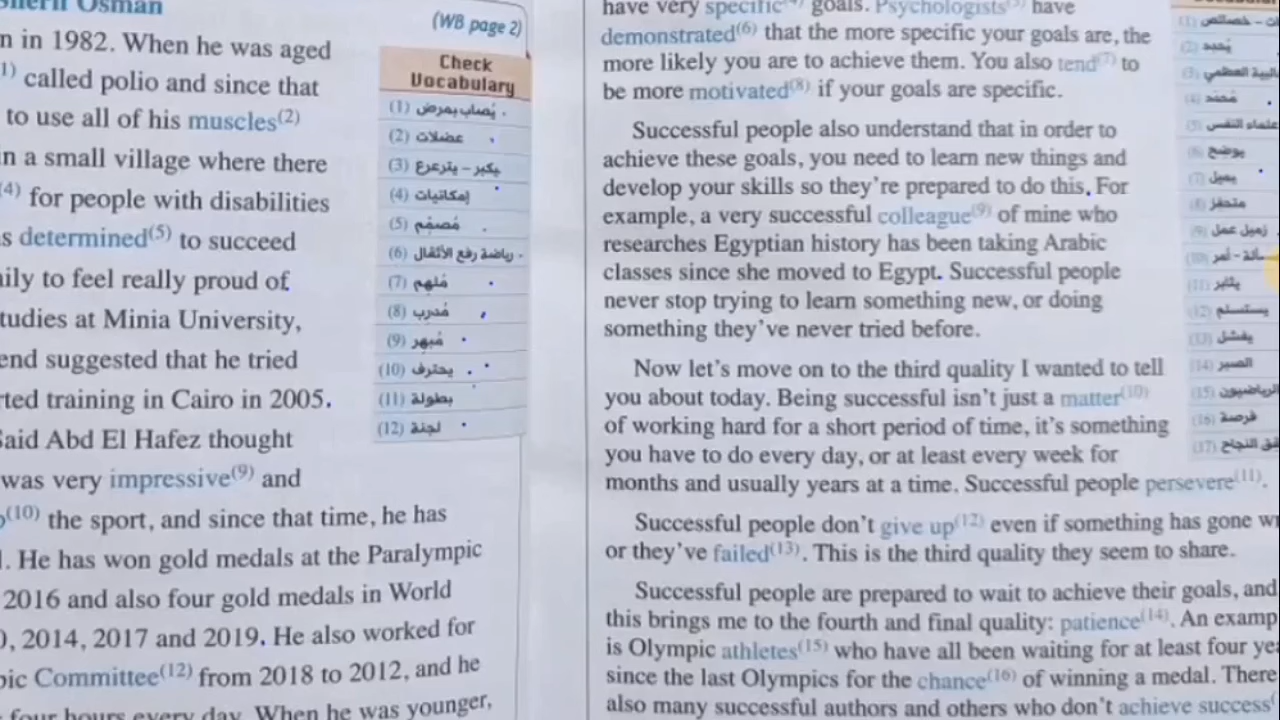 Sherif Osman
(WB page 2)
n in 1982. When he was aged
1) called polio and since that
to use all of his muscles(2)
in a small village where there
(4) for people with disabilities
s determined(5) to succeed
ily to feel really proud of
tudies at Minia University,
end suggested that he tried
rted training in Cairo in 2005.
Said Abd El Hafez thought
was very impressive(9) and
(10) the sport, and since that time, he has
. He has won gold medals at the Paralympic
2016 and also four gold medals in World
, 2014, 2017 and 2019. He also worked for
pic Committee(12) from 2018 to 2012, and he
four hours every day. When he was younger,
Check
Vocabulary
(1) يُصاب بمرض
(2) عضلات
(3) يكبر – يترعرع
(4) إمكانيات
(5) مُصمّم
(6) رياضة رفع الأثقال
(7) مُلهم
(8) مُدرب
(9) مُبهر
(10) يحترف
(11) بطولة
(12) لجنة
have very specific(4) goals. Psychologists(5) have
demonstrated(6) that the more specific your goals are, the
more likely you are to achieve them. You also tend(7) to
be more motivated(8) if your goals are specific.
Successful people also understand that in order to
achieve these goals, you need to learn new things and
develop your skills so they're prepared to do this. For
example, a very successful colleague(9) of mine who
researches Egyptian history has been taking Arabic
classes since she moved to Egypt. Successful people
never stop trying to learn something new, or doing
something they've never tried before.
Now let's move on to the third quality I wanted to tell
you about today. Being successful isn't just a matter(10)
of working hard for a short period of time, it's something
you have to do every day, or at least every week for
months and usually years at a time. Successful people persevere(11).
Successful people don't give up(12) even if something has gone w
or they've failed(13). This is the third quality they seem to share.
Successful people are prepared to wait to achieve their goals, and
this brings me to the fourth and final quality: patience(14). An examp
is Olympic athletes(15) who have all been waiting for at least four yea
since the last Olympics for the chance(16) of winning a medal. There
also many successful authors and others who don't achieve success(
(1) ت – خصائص
(2) يُحدد
(3) البية العظمى
(4) مُحدد
(5) علماء النفس
(6) يوضح
(7) يميل
(8) متحفز
(9) زميل عمل
(10) سألة – أمر
(11) يثابر
(12) يستسلم
(13) يفشل
(14) الصبر
(15) الرياضيون
(16) فرصة
(17) قق النجاح